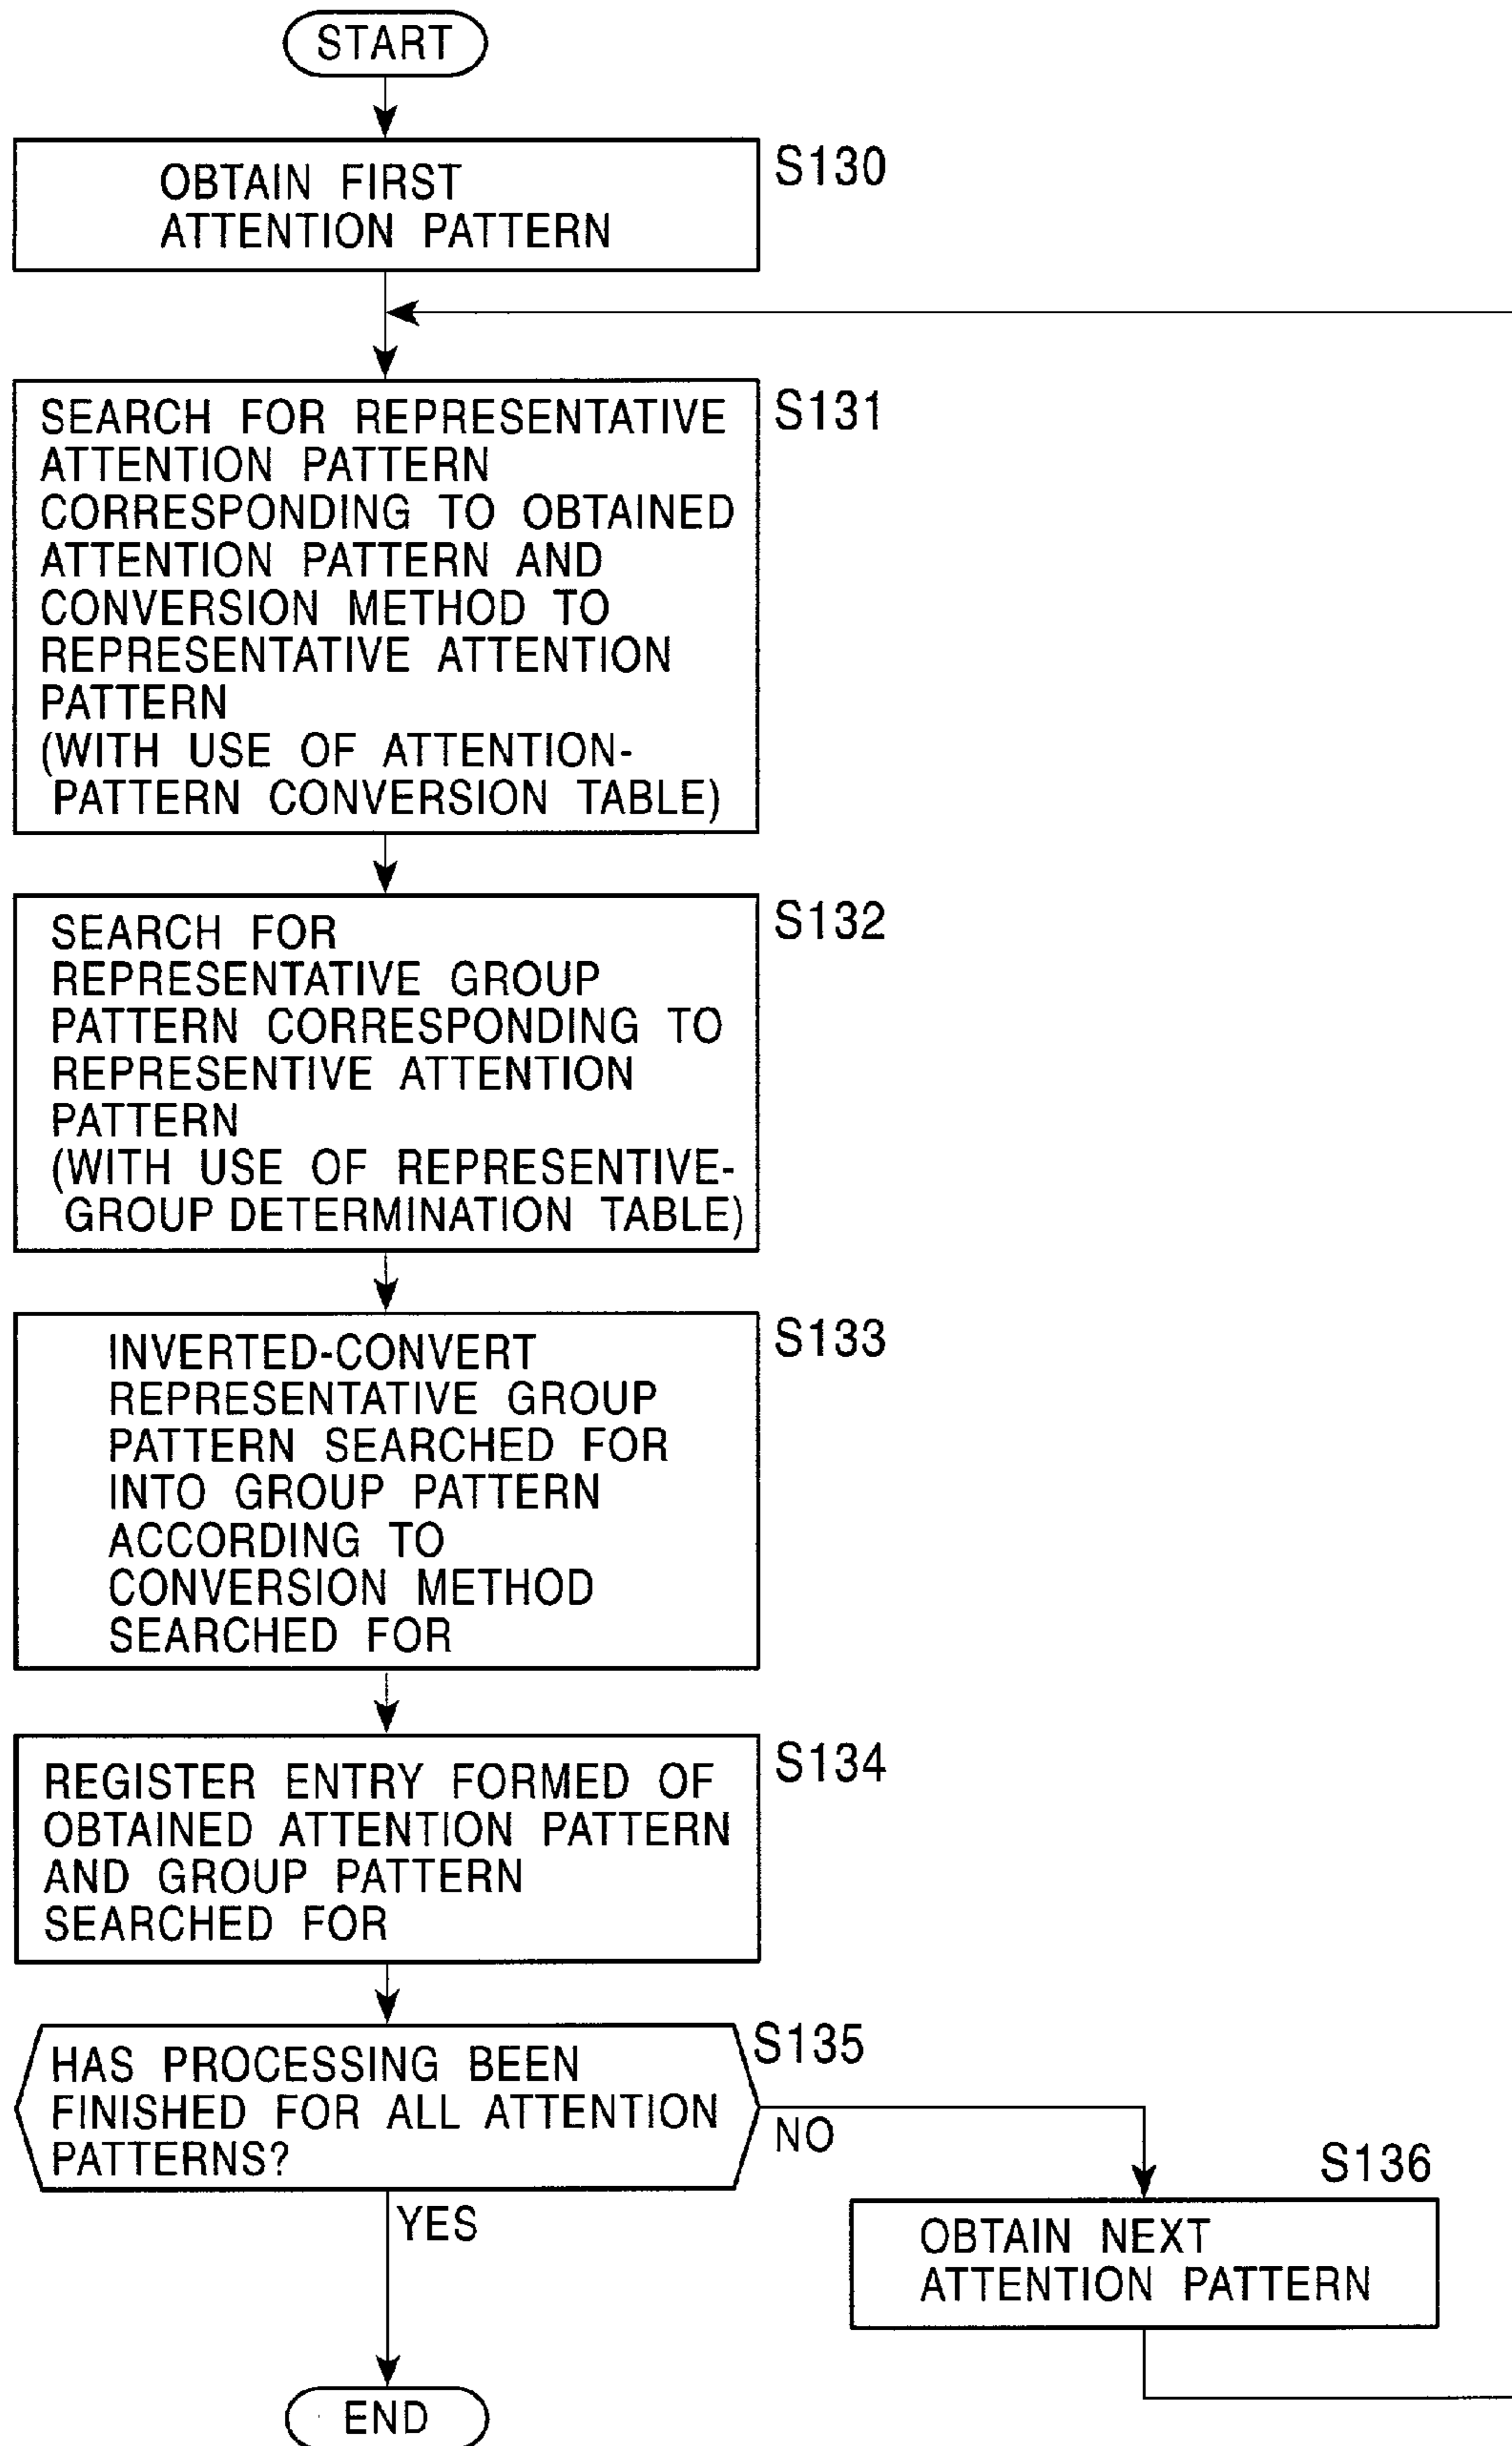 START
OBTAIN FIRST
ATTENTION PATTERN
S130
SEARCH FOR REPRESENTATIVE
ATTENTION PATTERN
CORRESPONDING TO OBTAINED
ATTENTION PATTERN AND
CONVERSION METHOD TO
REPRESENTATIVE ATTENTION
PATTERN
(WITH USE OF ATTENTION-
PATTERN CONVERSION TABLE)
S131
SEARCH FOR
REPRESENTATIVE GROUP
PATTERN CORRESPONDING TO
REPRESENTIVE ATTENTION
PATTERN
(WITH USE OF REPRESENTIVE-
GROUP DETERMINATION TABLE)
S132
INVERTED-CONVERT
REPRESENTATIVE GROUP
PATTERN SEARCHED FOR
INTO GROUP PATTERN
ACCORDING TO
CONVERSION METHOD
SEARCHED FOR
S133
REGISTER ENTRY FORMED OF
OBTAINED ATTENTION PATTERN
AND GROUP PATTERN
SEARCHED FOR
S134
HAS PROCESSING BEEN
FINISHED FOR ALL ATTENTION
PATTERNS?
S135
NO
YES
S136
OBTAIN NEXT
ATTENTION PATTERN
END